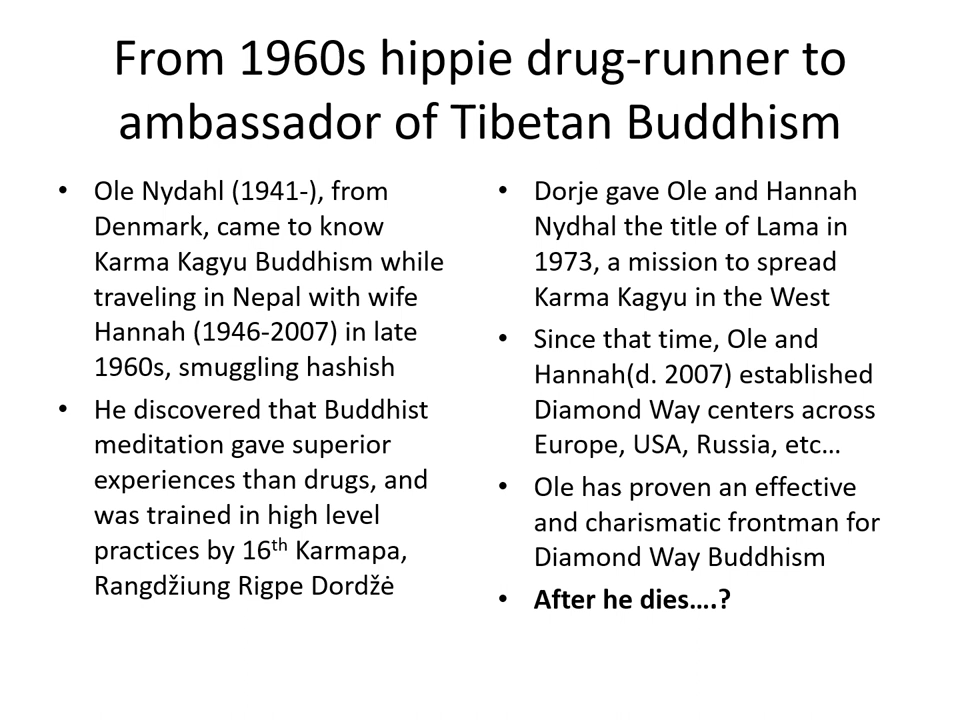 From 1960s hippie drug-runner to
ambassador of Tibetan Buddhism
• Ole Nydahl (1941-), from
Denmark, came to know
Karma Kagyu Buddhism while
traveling in Nepal with wife
Hannah (1946-2007) in late
1960s, smuggling hashish
• He discovered that Buddhist
meditation gave superior
experiences than drugs, and
was trained in high level
practices by 16th Karmapa,
Rangdžiung Rigpe Dordžė
• Dorje gave Ole and Hannah
Nydhal the title of Lama in
1973, a mission to spread
Karma Kagyu in the West
• Since that time, Ole and
Hannah(d. 2007) established
Diamond Way centers across
Europe, USA, Russia, etc…
• Ole has proven an effective
and charismatic frontman for
Diamond Way Buddhism
• After he dies….?